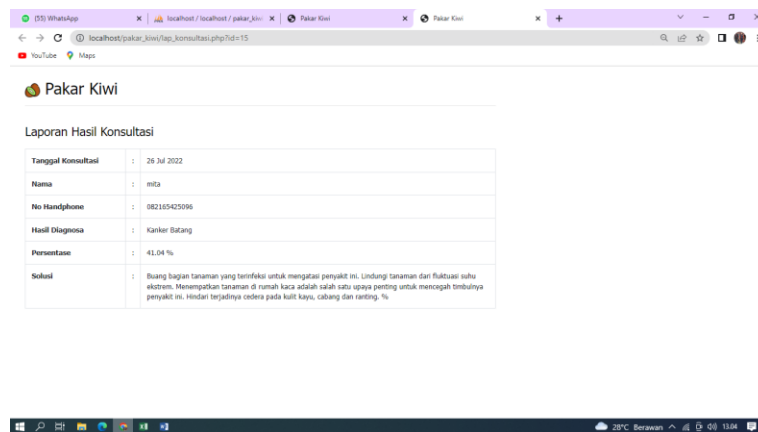 (55) WhatsApp
localhost / localhost / pakar_kiwi
Pakar Kiwi
Pakar Kiwi
localhost/pakar_kiwi/lap_konsultasi.php?id=15
YouTube Maps
Pakar Kiwi
Laporan Hasil Konsultasi
Tanggal Konsultasi : 26 Jul 2022
Nama : mita
No Handphone : 082165425096
Hasil Diagnosa : Kanker Batang
Persentase : 41.04 %
Solusi : Buang bagian tanaman yang terinfeksi untuk mengatasi penyakit ini. Lindungi tanaman dari fluktuasi suhu
ekstrem. Menempatkan tanaman di rumah kaca adalah salah satu upaya penting untuk mencegah timbulnya
penyakit ini. Hindari terjadinya cedera pada kulit kayu, cabang dan ranting. %
28°C Berawan 13.04